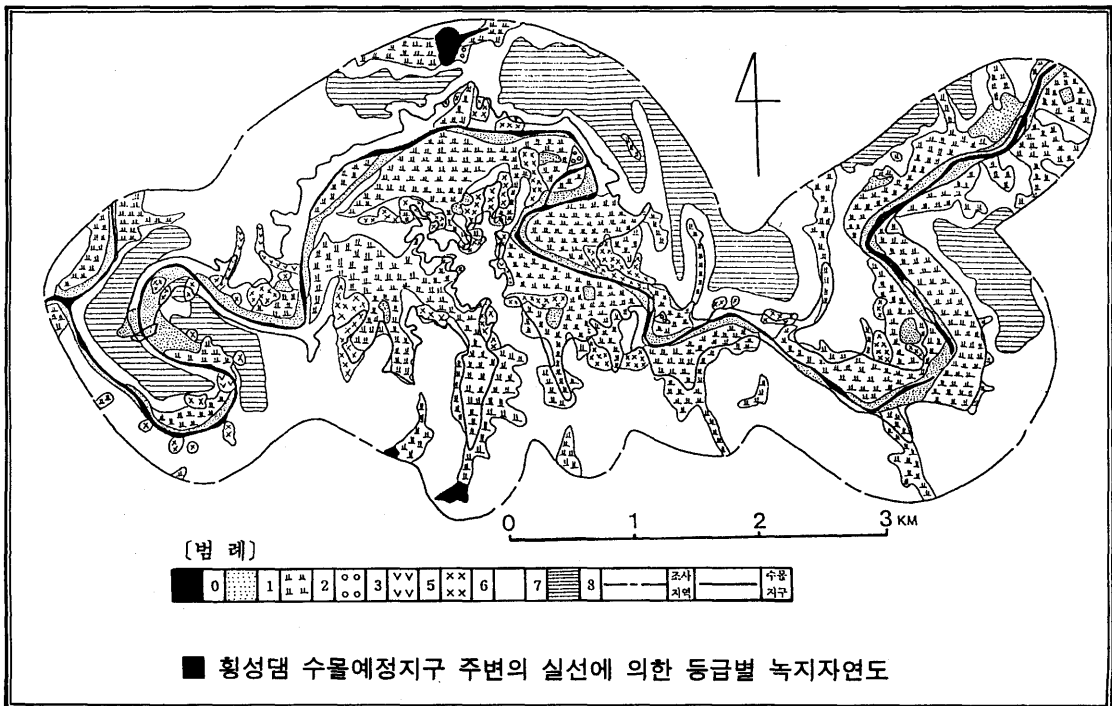 4
0 1 2 3 KM
〔범 례〕
0 1 2 3 5 6 7 8 조사지역 수몰지구
■ 횡성댐 수몰예정지구 주변의 실선에 의한 등급별 녹지자연도